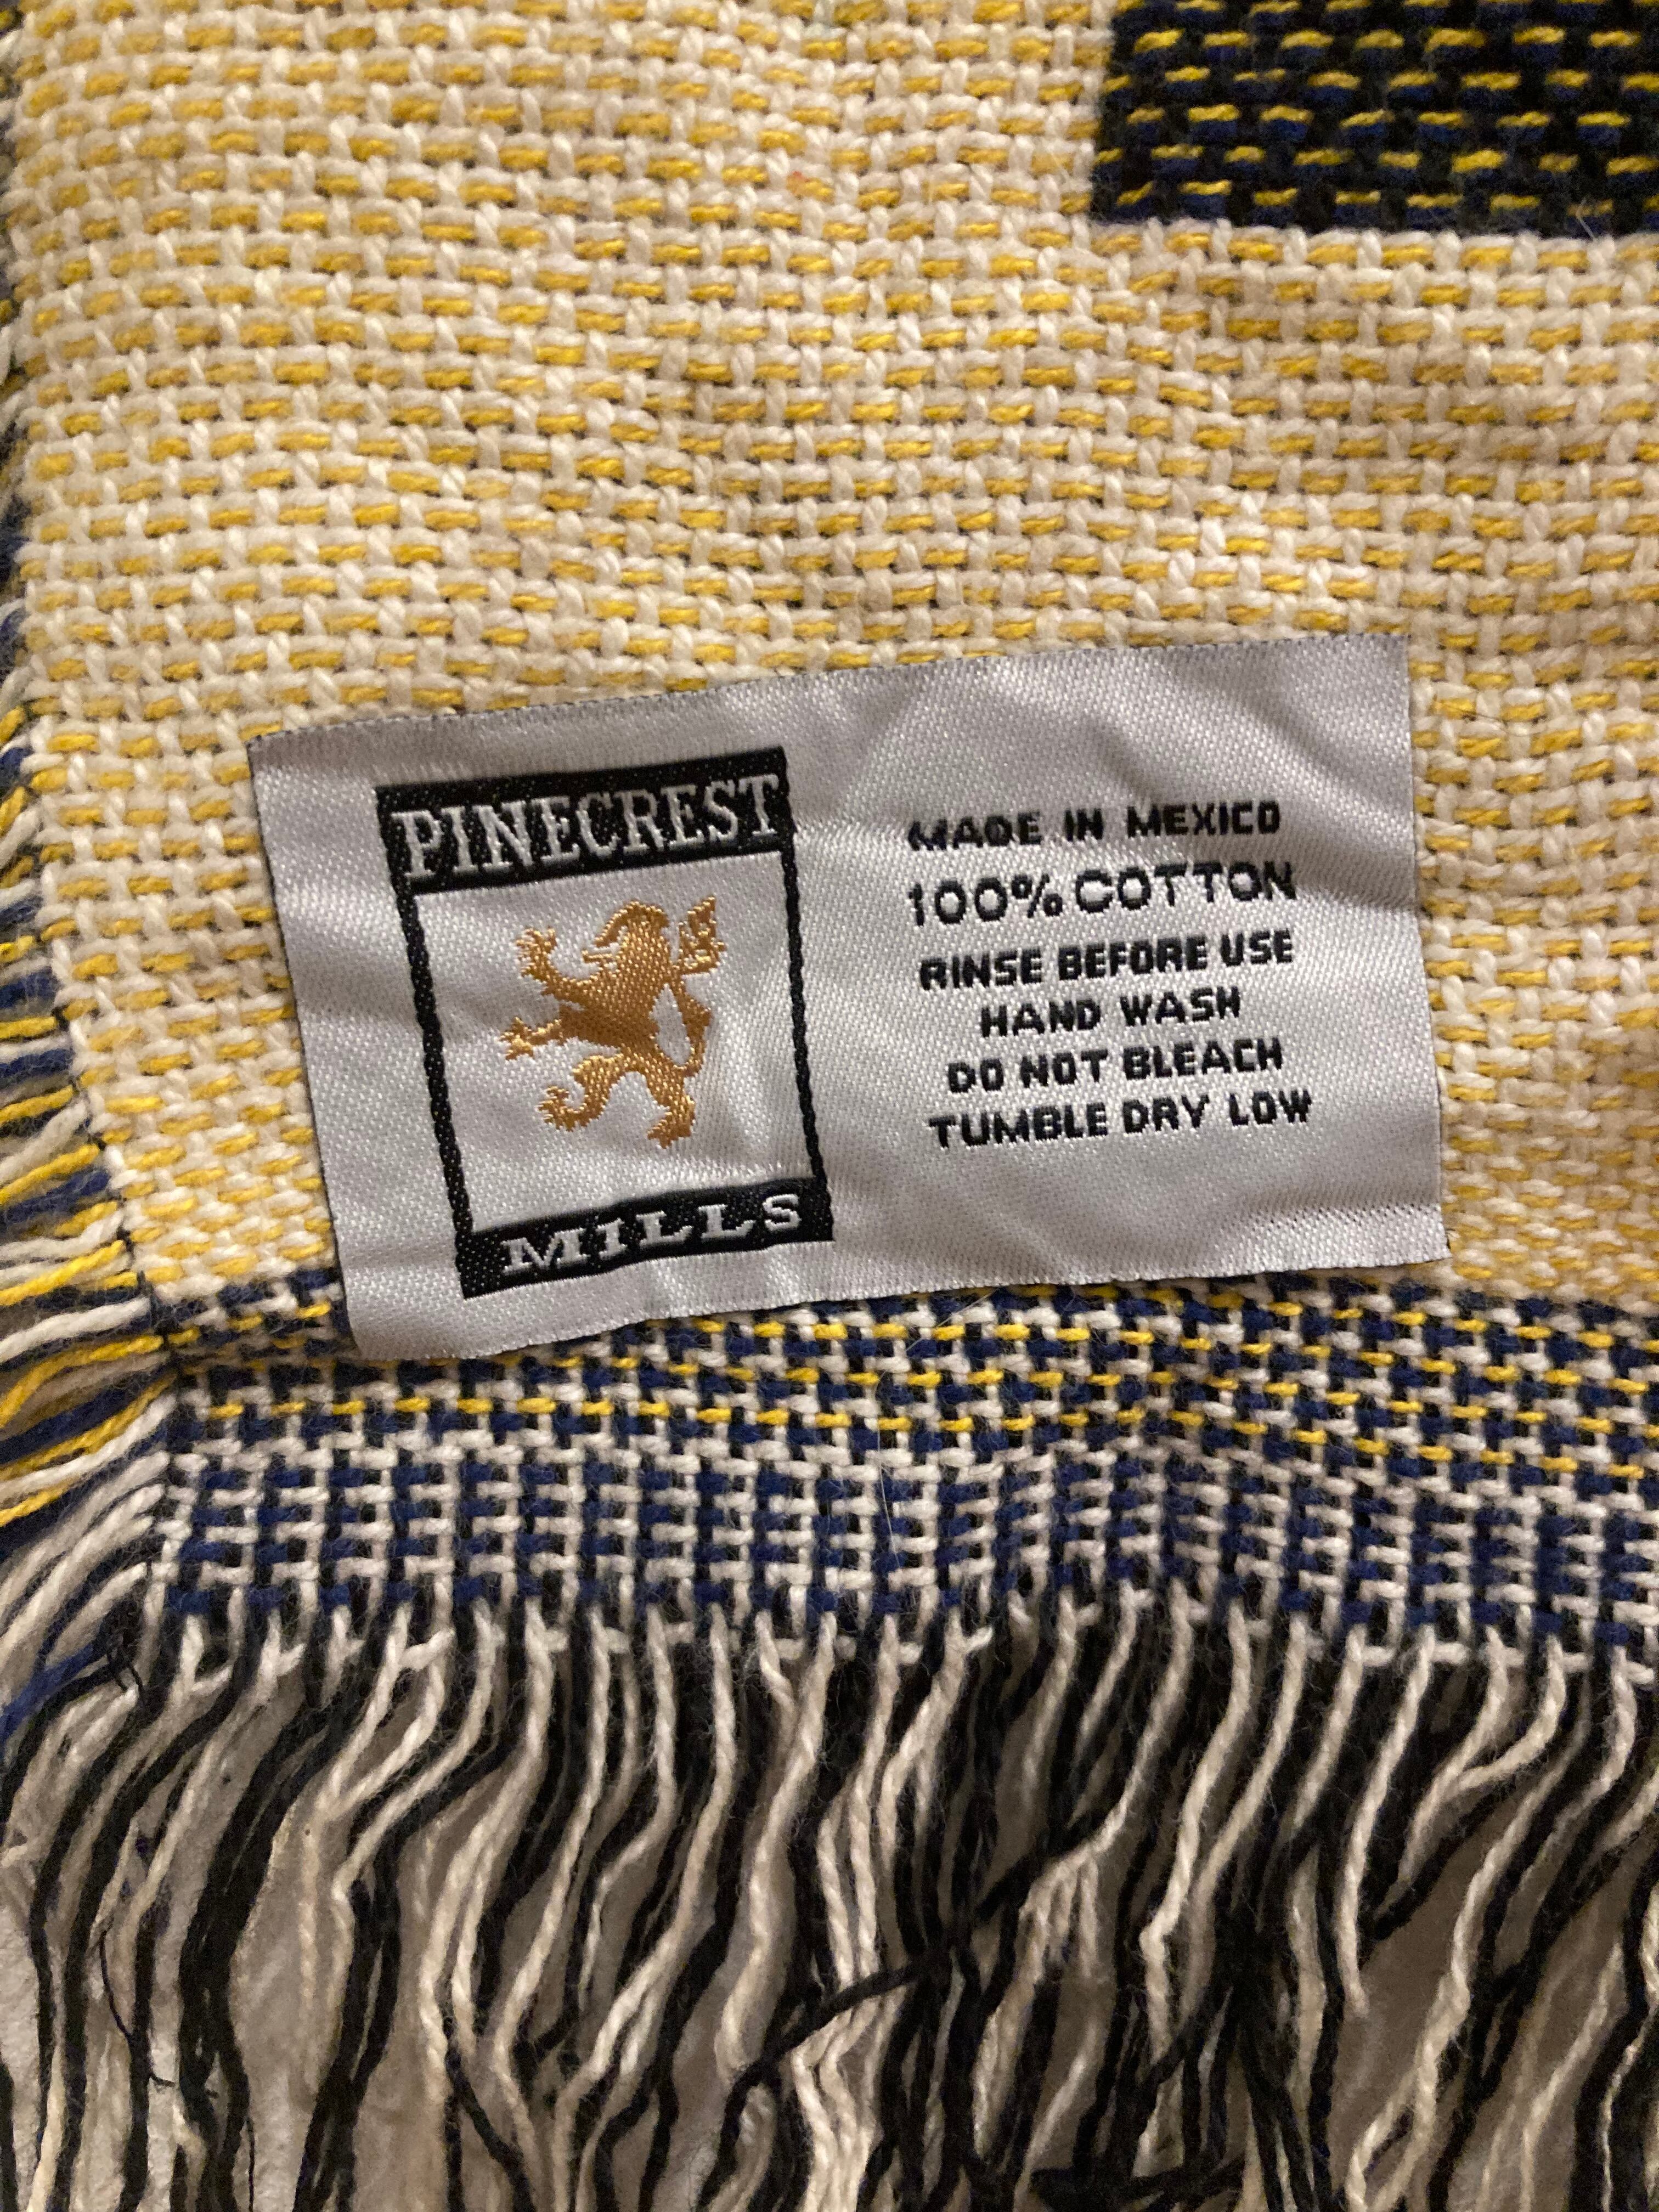 PINECREST
MILLS
MADE IN MEXICO
100% COTTON
RINSE BEFORE USE
HAND WASH
DO NOT BLEACH
TUMBLE DRY LOW